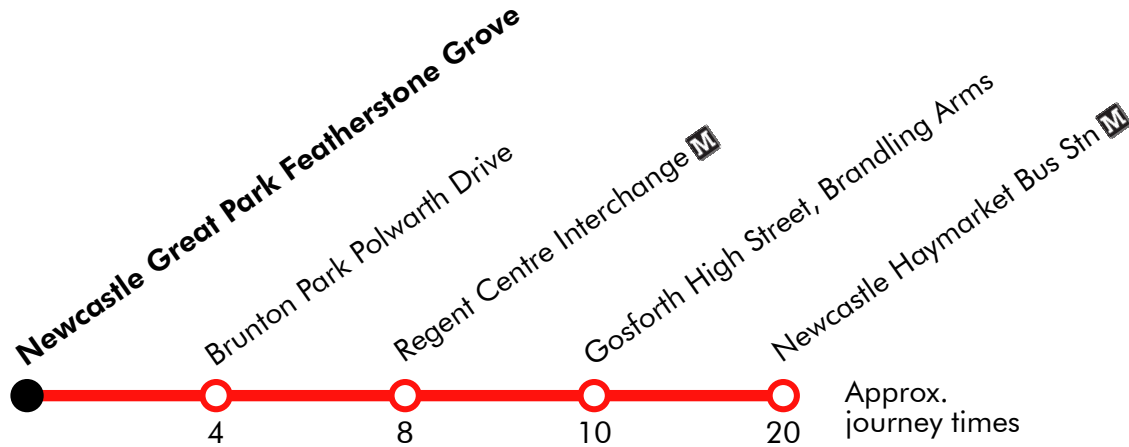 Newcastle Great Park Featherstone Grove
Brunton Park Polwarth Drive
Regent Centre Interchange M
Gosforth High Street, Brandling Arms
Newcastle Haymarket Bus Stn M
4
8
10
20
Approx.
journey times